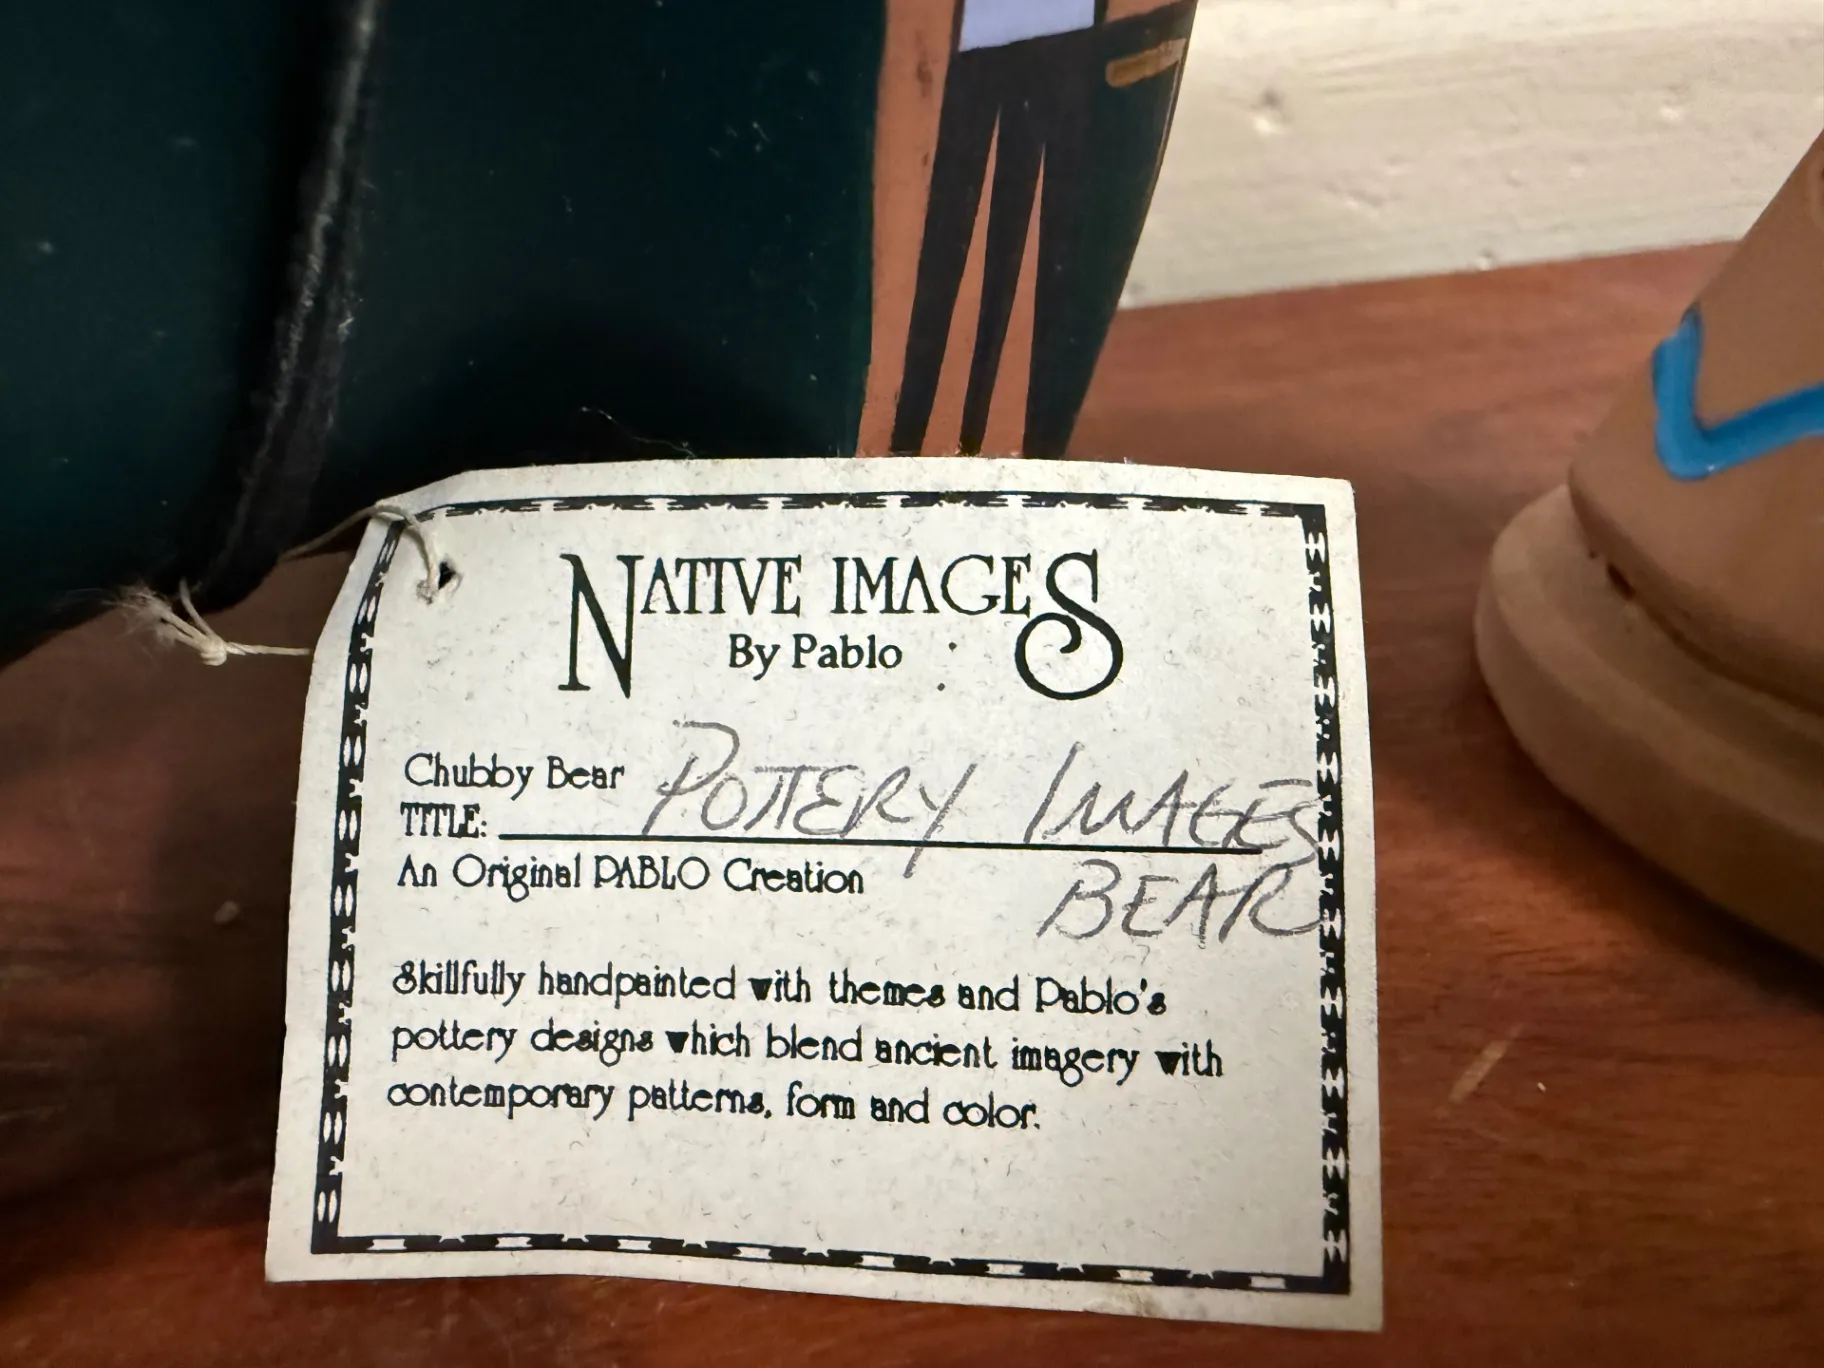 NATIVE IMAGES
By Pablo
Chubby Bear
TITLE: POTTERY IMAGES
BEAR
An Original PABLO Creation
Skillfully handpainted with themes and Pablo's
pottery designs which blend ancient imagery with
contemporary patterns, form and color.